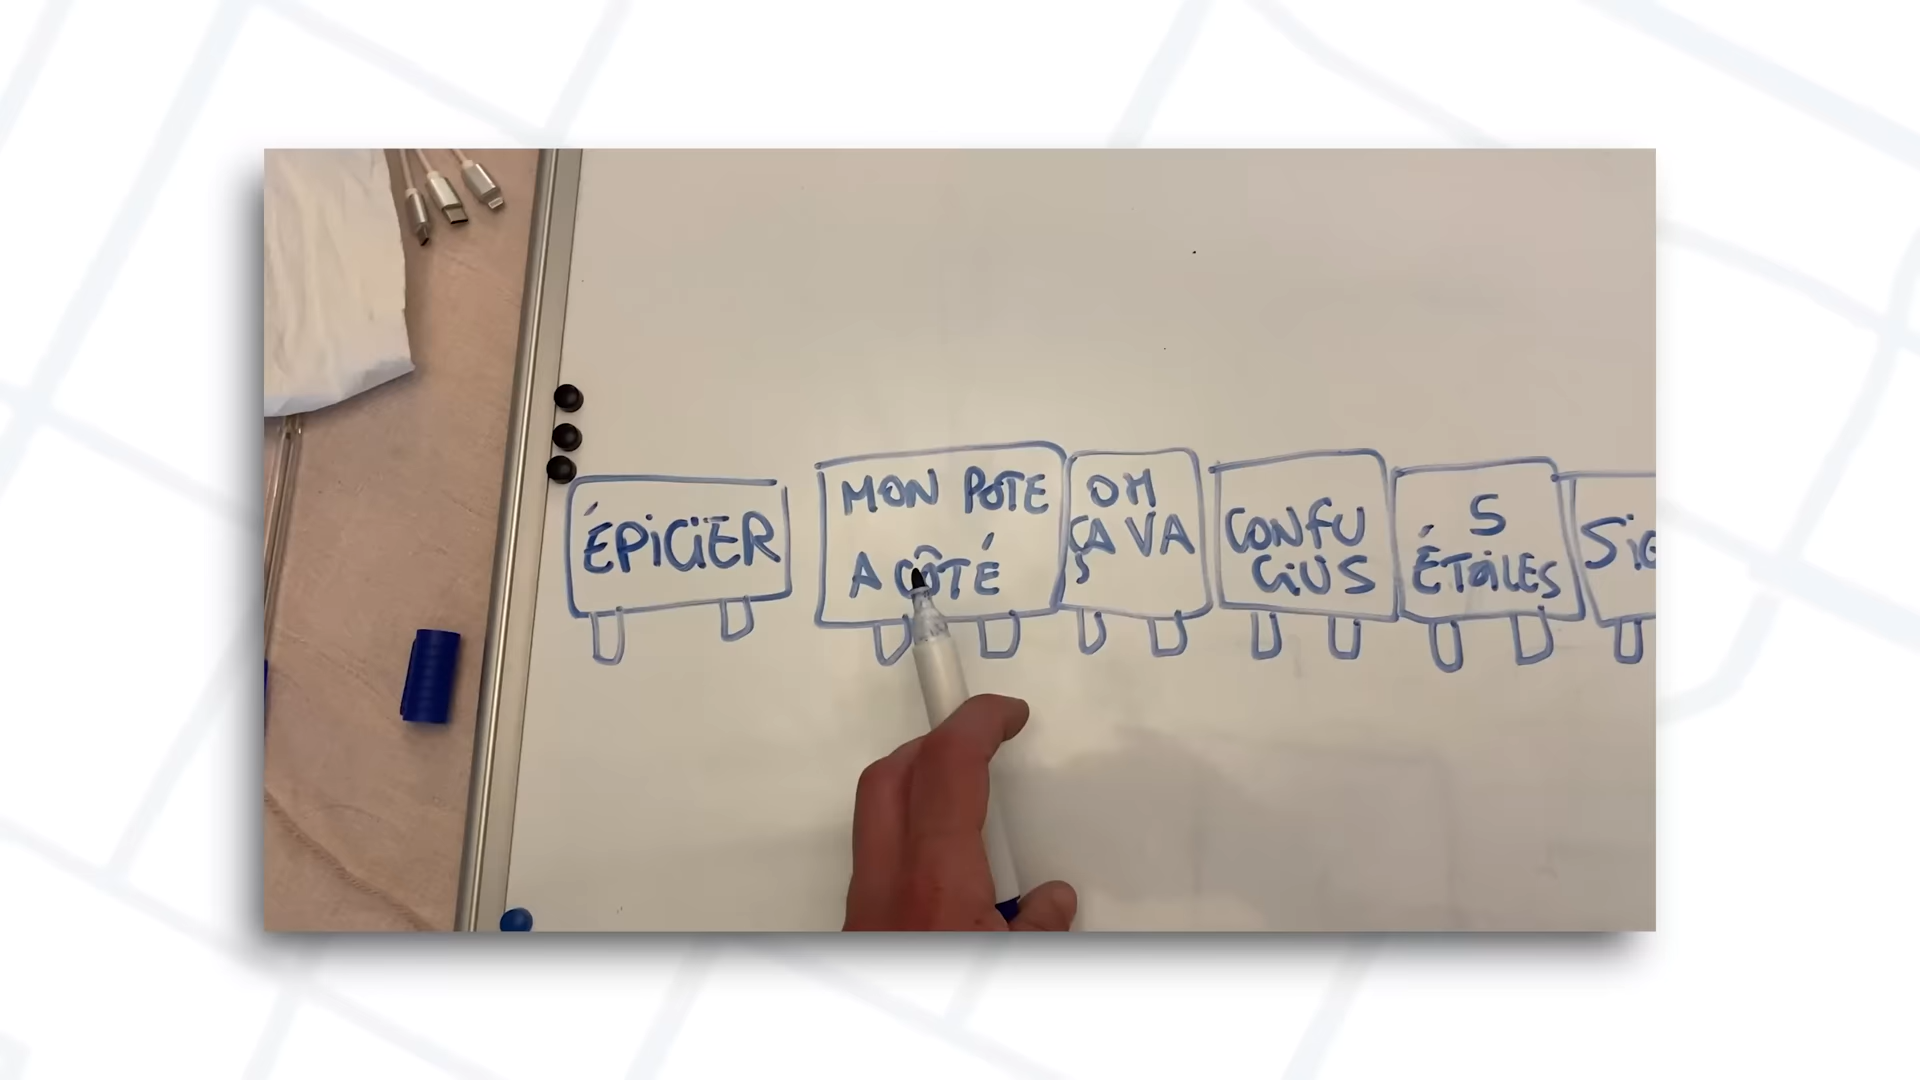 ÉPiCiER
MON POTE
A CÔTÉ
OH
ÇA VA
CONFU
CiUS
5
ÉTOiLES